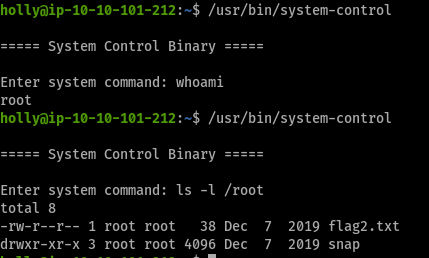 holly@ip-10-10-101-212:~$ /usr/bin/system-control
===== System Control Binary =====
Enter system command: whoami
root
holly@ip-10-10-101-212:~$ /usr/bin/system-control
===== System Control Binary =====
Enter system command: ls -l /root
total 8
-rw-r--r-- 1 root root   38 Dec  7  2019 flag2.txt
drwxr-xr-x 3 root root 4096 Dec  7  2019 snap